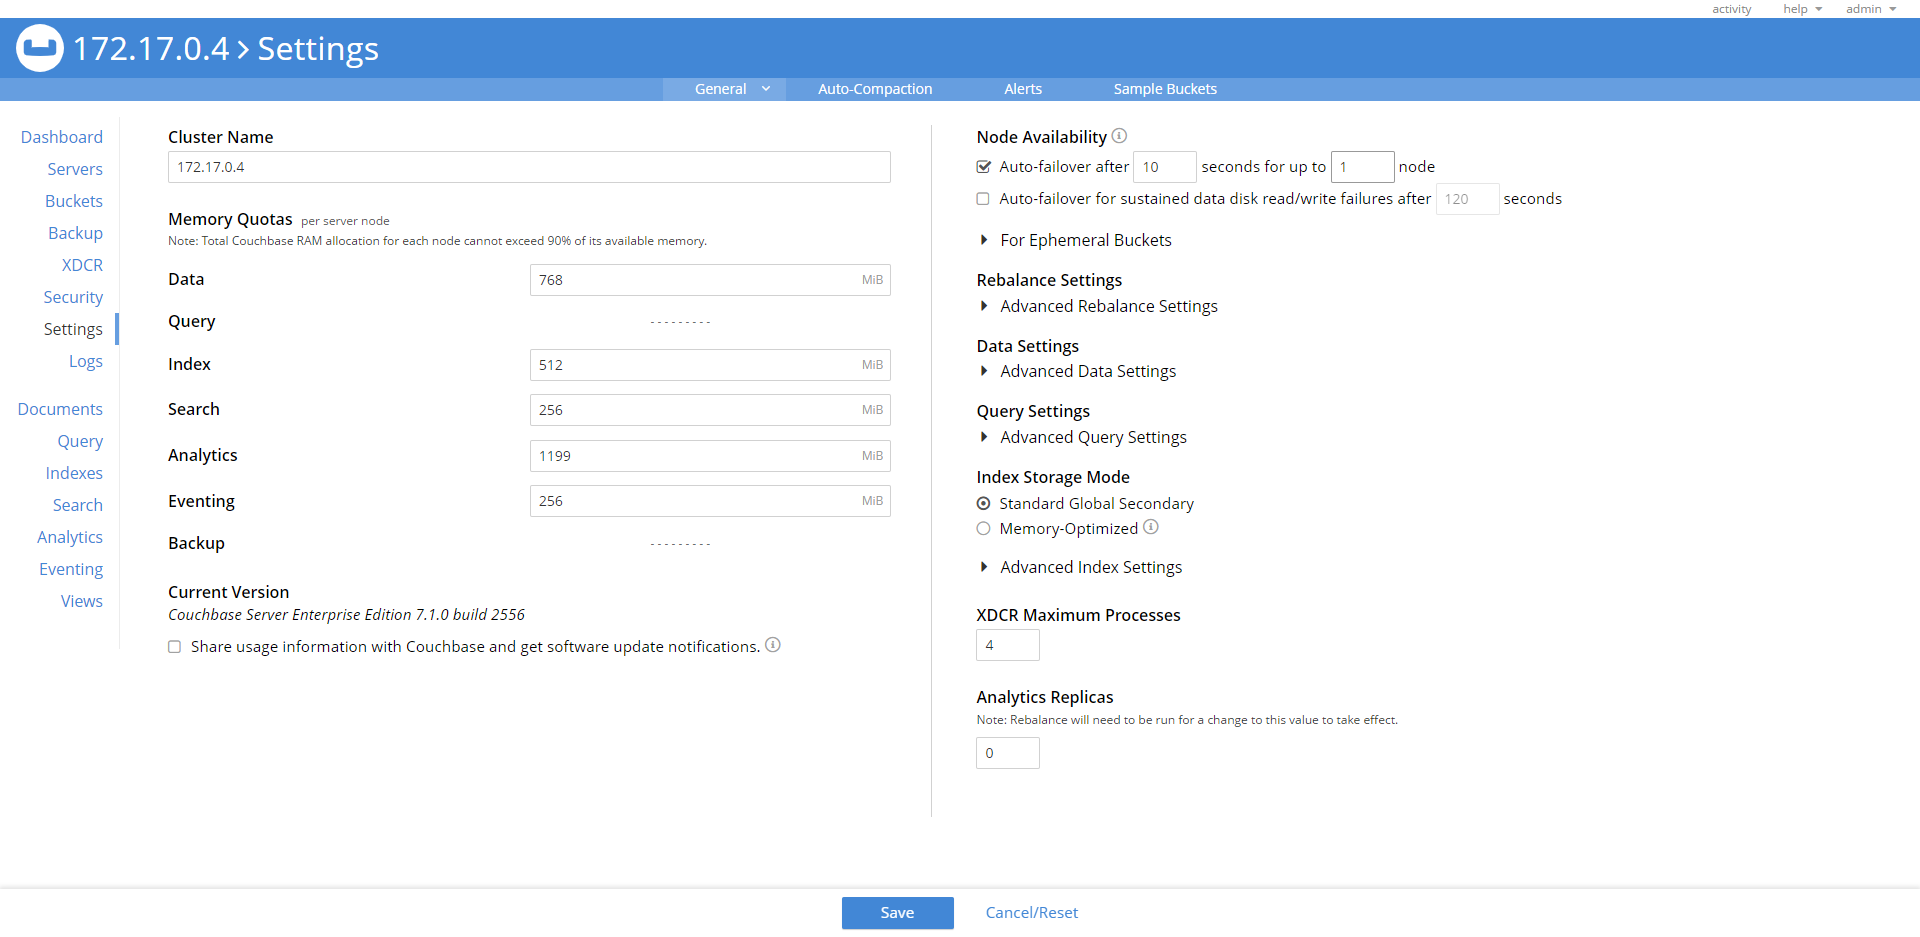 activity help admin
172.17.0.4 > Settings
General Auto-Compaction Alerts Sample Buckets
Dashboard
Servers
Buckets
Backup
XDCR
Security
Settings
Logs
Documents
Query
Indexes
Search
Analytics
Eventing
Views
Cluster Name
172.17.0.4
Memory Quotas per server node
Note: Total Couchbase RAM allocation for each node cannot exceed 90% of its available memory.
Data 768 MiB
Query ---------
Index 512 MiB
Search 256 MiB
Analytics 1199 MiB
Eventing 256 MiB
Backup ---------
Current Version
Couchbase Server Enterprise Edition 7.1.0 build 2556
Share usage information with Couchbase and get software update notifications.
Node Availability
Auto-failover after 10 seconds for up to 1 node
Auto-failover for sustained data disk read/write failures after 120 seconds
For Ephemeral Buckets
Rebalance Settings
Advanced Rebalance Settings
Data Settings
Advanced Data Settings
Query Settings
Advanced Query Settings
Index Storage Mode
Standard Global Secondary
Memory-Optimized
Advanced Index Settings
XDCR Maximum Processes
4
Analytics Replicas
Note: Rebalance will need to be run for a change to this value to take effect.
0
Save Cancel/Reset